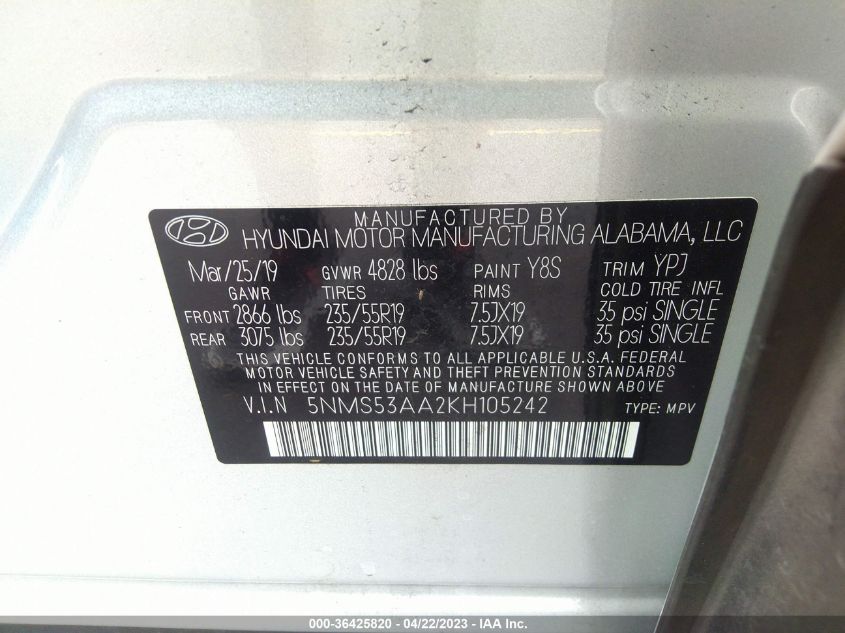 MANUFACTURED BY
HYUNDAI MOTOR MANUFACTURING ALABAMA, LLC
Mar/25/19 GVWR 4828 lbs PAINT Y8S TRIM YPJ
GAWR TIRES RIMS COLD TIRE INFL
FRONT 2866 lbs 235/55R19 7.5JX19 35 psi SINGLE
REAR 3075 lbs 235/55R19 7.5JX19 35 psi SINGLE
THIS VEHICLE CONFORMS TO ALL APPLICABLE U.S.A. FEDERAL
MOTOR VEHICLE SAFETY AND THEFT PREVENTION STANDARDS
IN EFFECT ON THE DATE OF MANUFACTURE SHOWN ABOVE
V.I.N 5NMS53AA2KH105242 TYPE: MPV
000-36425820 - 04/22/2023 - IAA Inc.